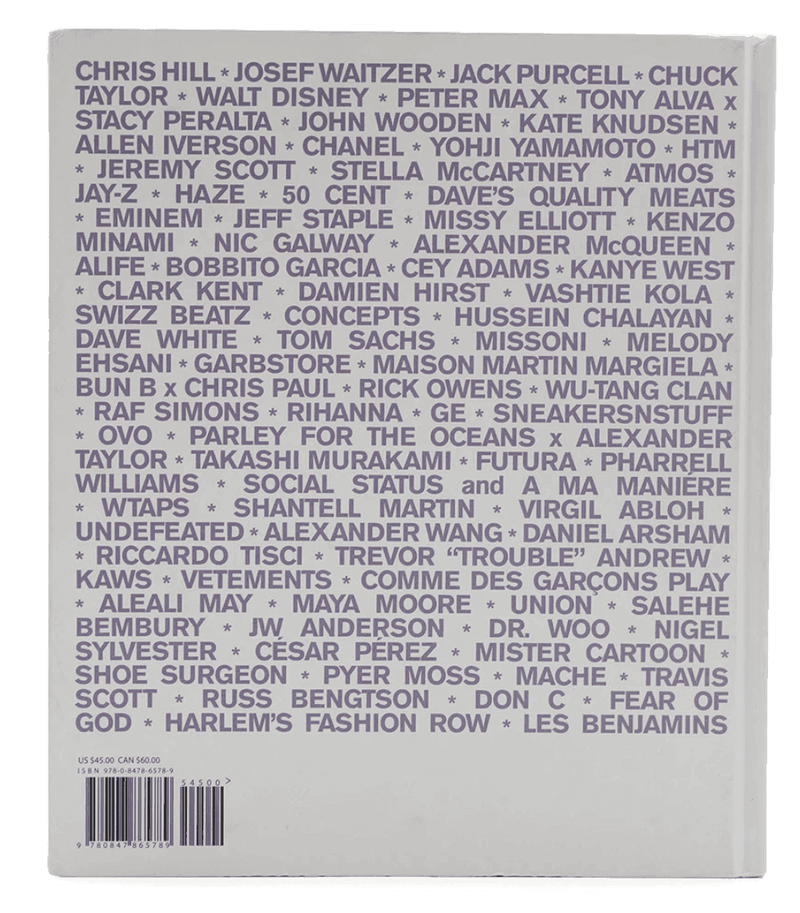 CHRIS HILL * JOSEF WAITZER * JACK PURCELL * CHUCK
TAYLOR * WALT DISNEY * PETER MAX * TONY ALVA x
STACY PERALTA * JOHN WOODEN * KATE KNUDSEN *
ALLEN IVERSON * CHANEL * YOHJI YAMAMOTO * HTM
* JEREMY SCOTT * STELLA McCARTNEY * ATMOS *
JAY-Z * HAZE * 50 CENT * DAVE'S QUALITY MEATS
* EMINEM * JEFF STAPLE * MISSY ELLIOTT * KENZO
MINAMI * NIC GALWAY * ALEXANDER McQUEEN *
ALIFE * BOBBITO GARCIA * CEY ADAMS * KANYE WEST
* CLARK KENT * DAMIEN HIRST * VASHTIE KOLA *
SWIZZ BEATZ * CONCEPTS * HUSSEIN CHALAYAN *
DAVE WHITE * TOM SACHS * MISSONI * MELODY
EHSANI * GARBSTORE * MAISON MARTIN MARGIELA *
BUN B x CHRIS PAUL * RICK OWENS * WU-TANG CLAN
* RAF SIMONS * RIHANNA * GE * SNEAKERSNSTUFF
* OVO * PARLEY FOR THE OCEANS x ALEXANDER
TAYLOR * TAKASHI MURAKAMI * FUTURA * PHARRELL
WILLIAMS * SOCIAL STATUS and A MA MANIÉRE
* WTAPS * SHANTELL MARTIN * VIRGIL ABLOH *
UNDEFEATED * ALEXANDER WANG * DANIEL ARSHAM
* RICCARDO TISCI * TREVOR “TROUBLE” ANDREW *
KAWS * VETEMENTS * COMME DES GARÇONS PLAY
* ALEALI MAY * MAYA MOORE * UNION * SALEHE
BEMBURY * JW ANDERSON * DR. WOO * NIGEL
SYLVESTER * CÉSAR PÉREZ * MISTER CARTOON *
SHOE SURGEON * PYER MOSS * MACHE * TRAVIS
SCOTT * RUSS BENGTSON * DON C * FEAR OF
GOD * HARLEM'S FASHION ROW * LES BENJAMINS
US $45.00 CAN $60.00
ISBN 978-0-8478-6578-9
54500>
9 780847 865789